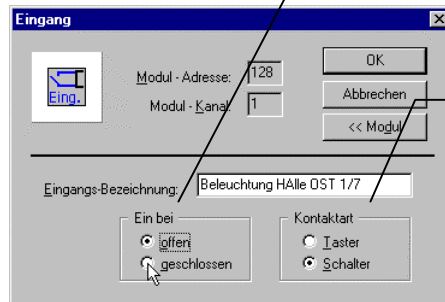 Eingang
Eing.
Modul - Adresse: 128
Modul - Kanal: 1
OK
Abbrechen
<< Modul
Eingangs-Bezeichnung: Beleuchtung HAlle OST 1/7
Ein bei
offen
geschlossen
Kontaktart
Taster
Schalter